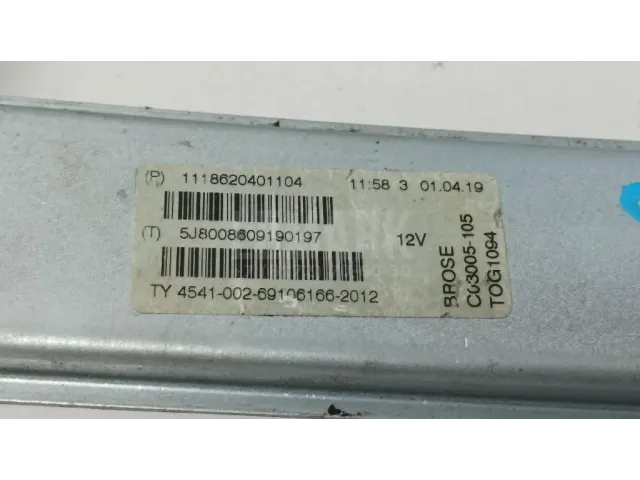 (P) 1118620401104 11:58 3 01.04.19
(T) 5J8008609190197 12V
TY 4541-002-69106166-2012
BROSE
C03005-105
TOG1094